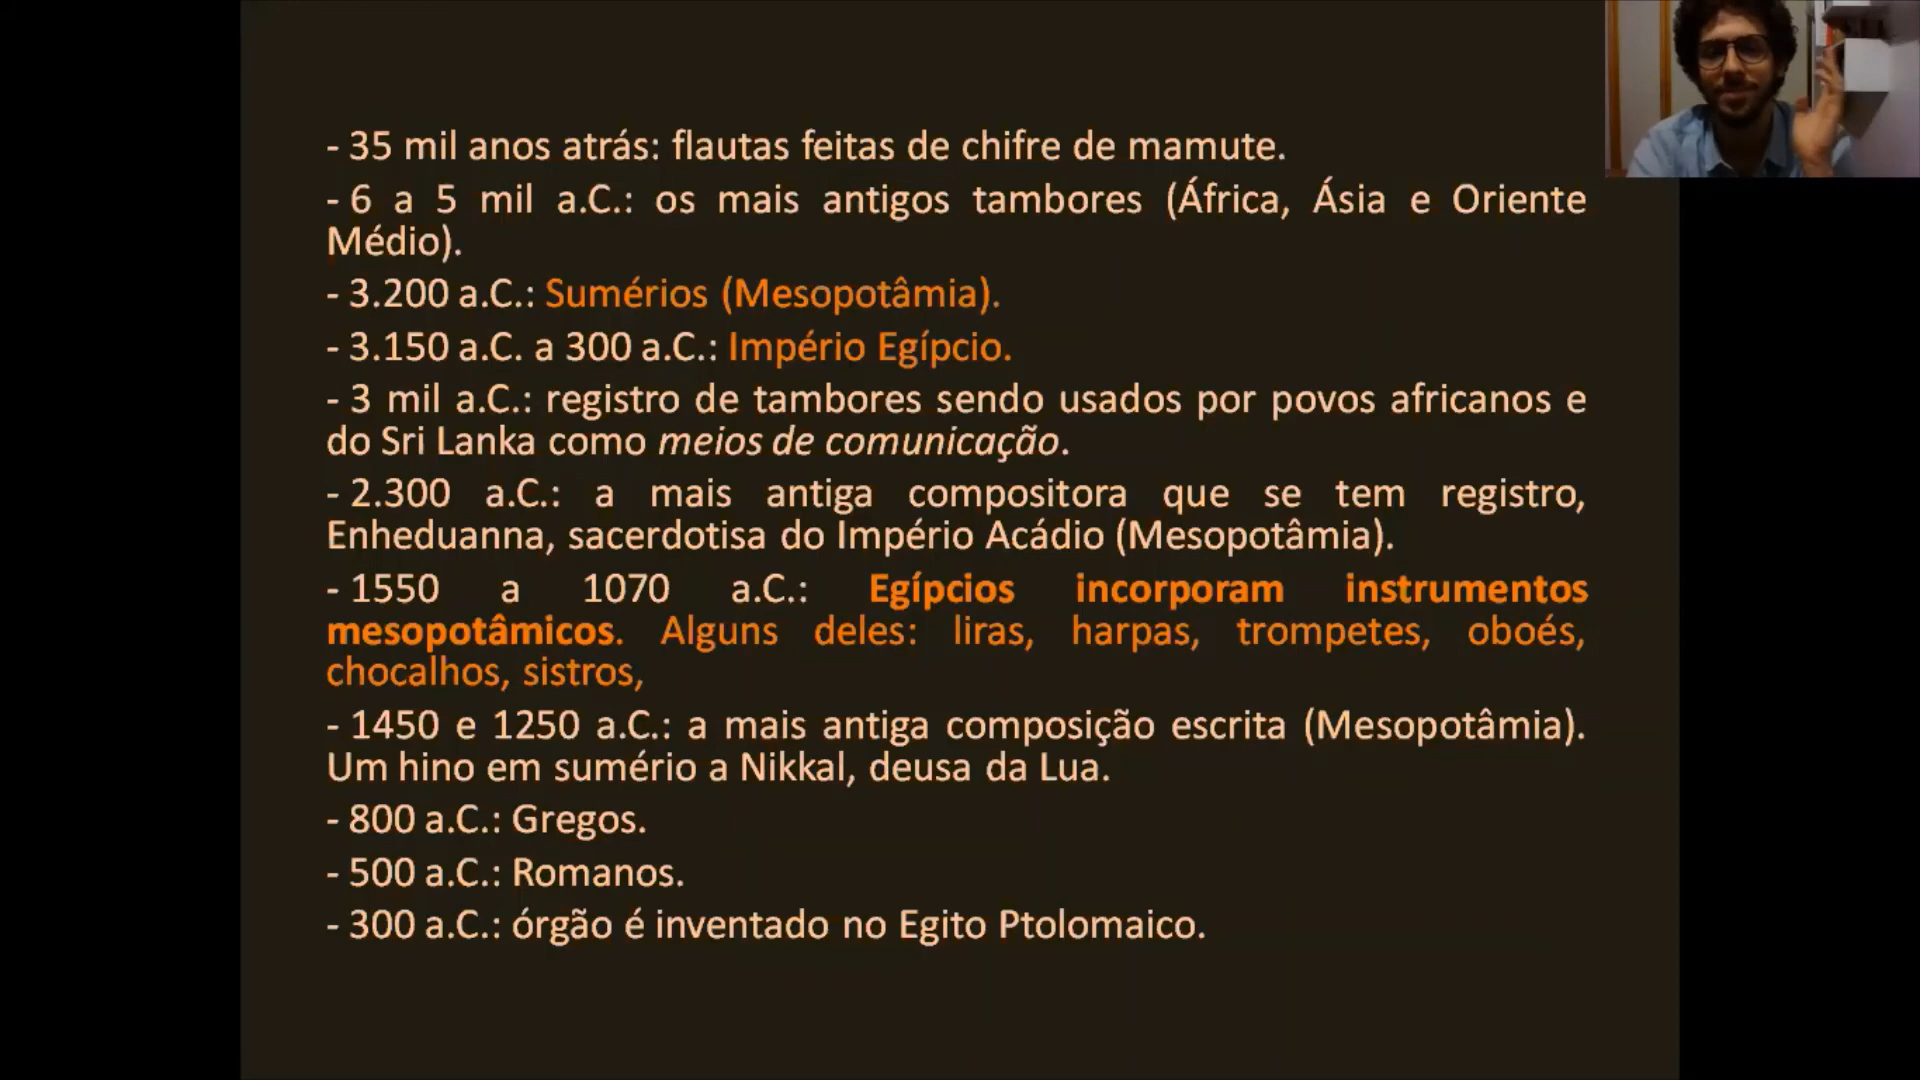 - 35 mil anos atrás: flautas feitas de chifre de mamute.
- 6 a 5 mil a.C.: os mais antigos tambores (África, Ásia e Oriente
Médio).
- 3.200 a.C.: Sumérios (Mesopotâmia).
- 3.150 a.C. a 300 a.C.: Império Egípcio.
- 3 mil a.C.: registro de tambores sendo usados por povos africanos e
do Sri Lanka como meios de comunicação.
- 2.300 a.C.: a mais antiga compositora que se tem registro,
Enheduanna, sacerdotisa do Império Acádio (Mesopotâmia).
- 1550 a 1070 a.C.: Egípcios incorporam instrumentos
mesopotâmicos. Alguns deles: liras, harpas, trompetes, oboés,
chocalhos, sistros,
- 1450 e 1250 a.C.: a mais antiga composição escrita (Mesopotâmia).
Um hino em sumério a Nikkal, deusa da Lua.
- 800 a.C.: Gregos.
- 500 a.C.: Romanos.
- 300 a.C.: órgão é inventado no Egito Ptolomaico.